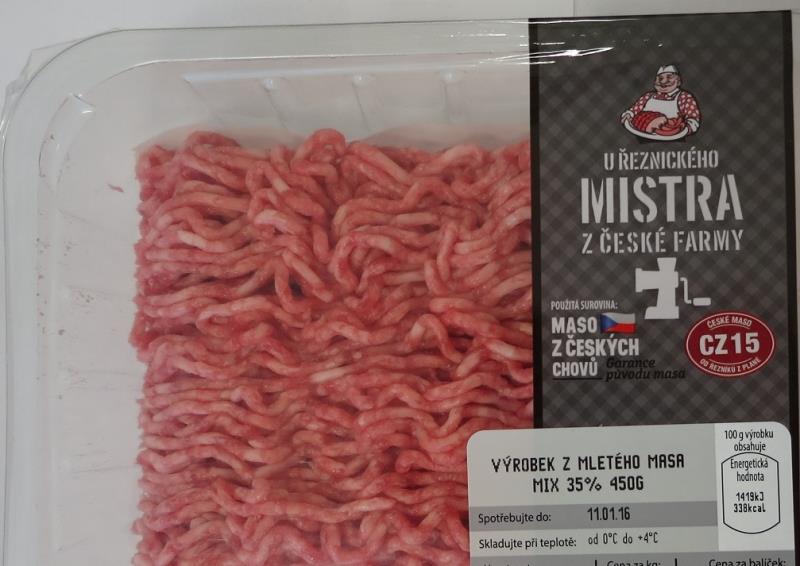 U ŘEZNICKÉHO
MISTRA
Z ČESKÉ FARMY
POUŽITÁ SUROVINA:
MASO
Z ČESKÝCH
CHOVŮ
Garance
původu masa
ČESKÉ MASO
CZ15
OD ŘEZNÍKŮ Z PLANÉ
VÝROBEK Z MLETÉHO MASA
MIX 35% 450G
Spotřebujte do: 11.01.16
Skladujte při teplotě: od 0°C do +4°C
100 g výrobku
obsahuje
Energetická
hodnota
1419kJ
338kcal
Cena za kg:
Cena za balíček: